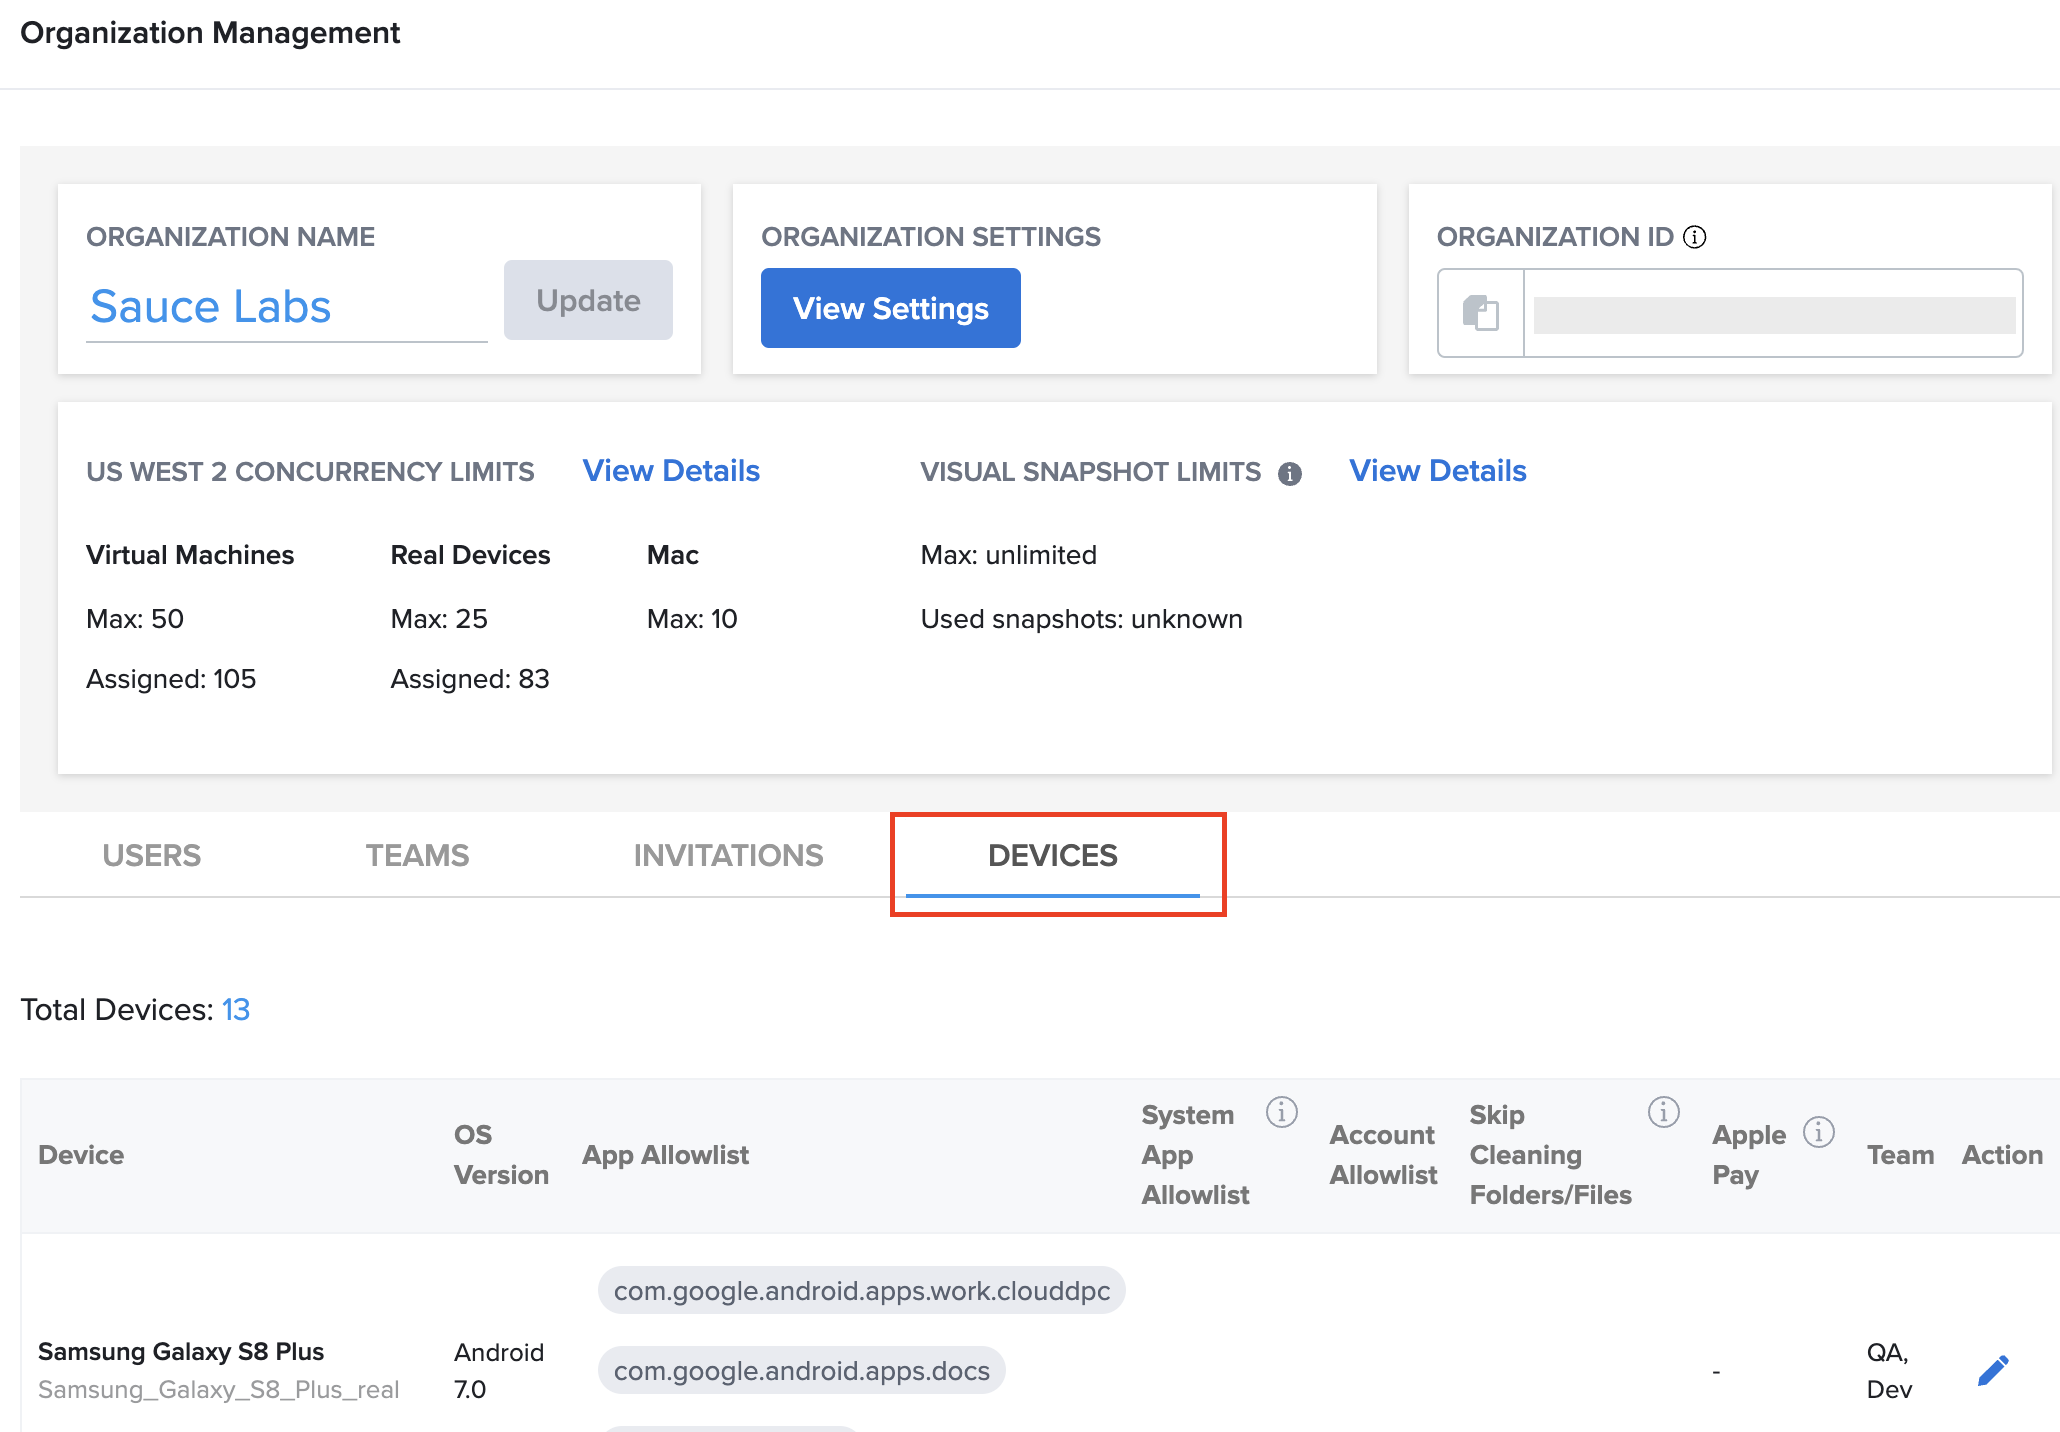 Organization Management
ORGANIZATION NAME
Sauce Labs
Update
ORGANIZATION SETTINGS
View Settings
ORGANIZATION ID
US WEST 2 CONCURRENCY LIMITS
View Details
Virtual Machines
Real Devices
Mac
Max: 50
Max: 25
Max: 10
Assigned: 105
Assigned: 83
VISUAL SNAPSHOT LIMITS
View Details
Max: unlimited
Used snapshots: unknown
USERS
TEAMS
INVITATIONS
DEVICES
Total Devices: 13
Device
OS
Version
App Allowlist
System
App
Allowlist
Account
Allowlist
Skip
Cleaning
Folders/Files
Apple
Pay
Team
Action
Samsung Galaxy S8 Plus
Samsung_Galaxy_S8_Plus_real
Android
7.0
com.google.android.apps.work.clouddpc
com.google.android.apps.docs
-
QA,
Dev